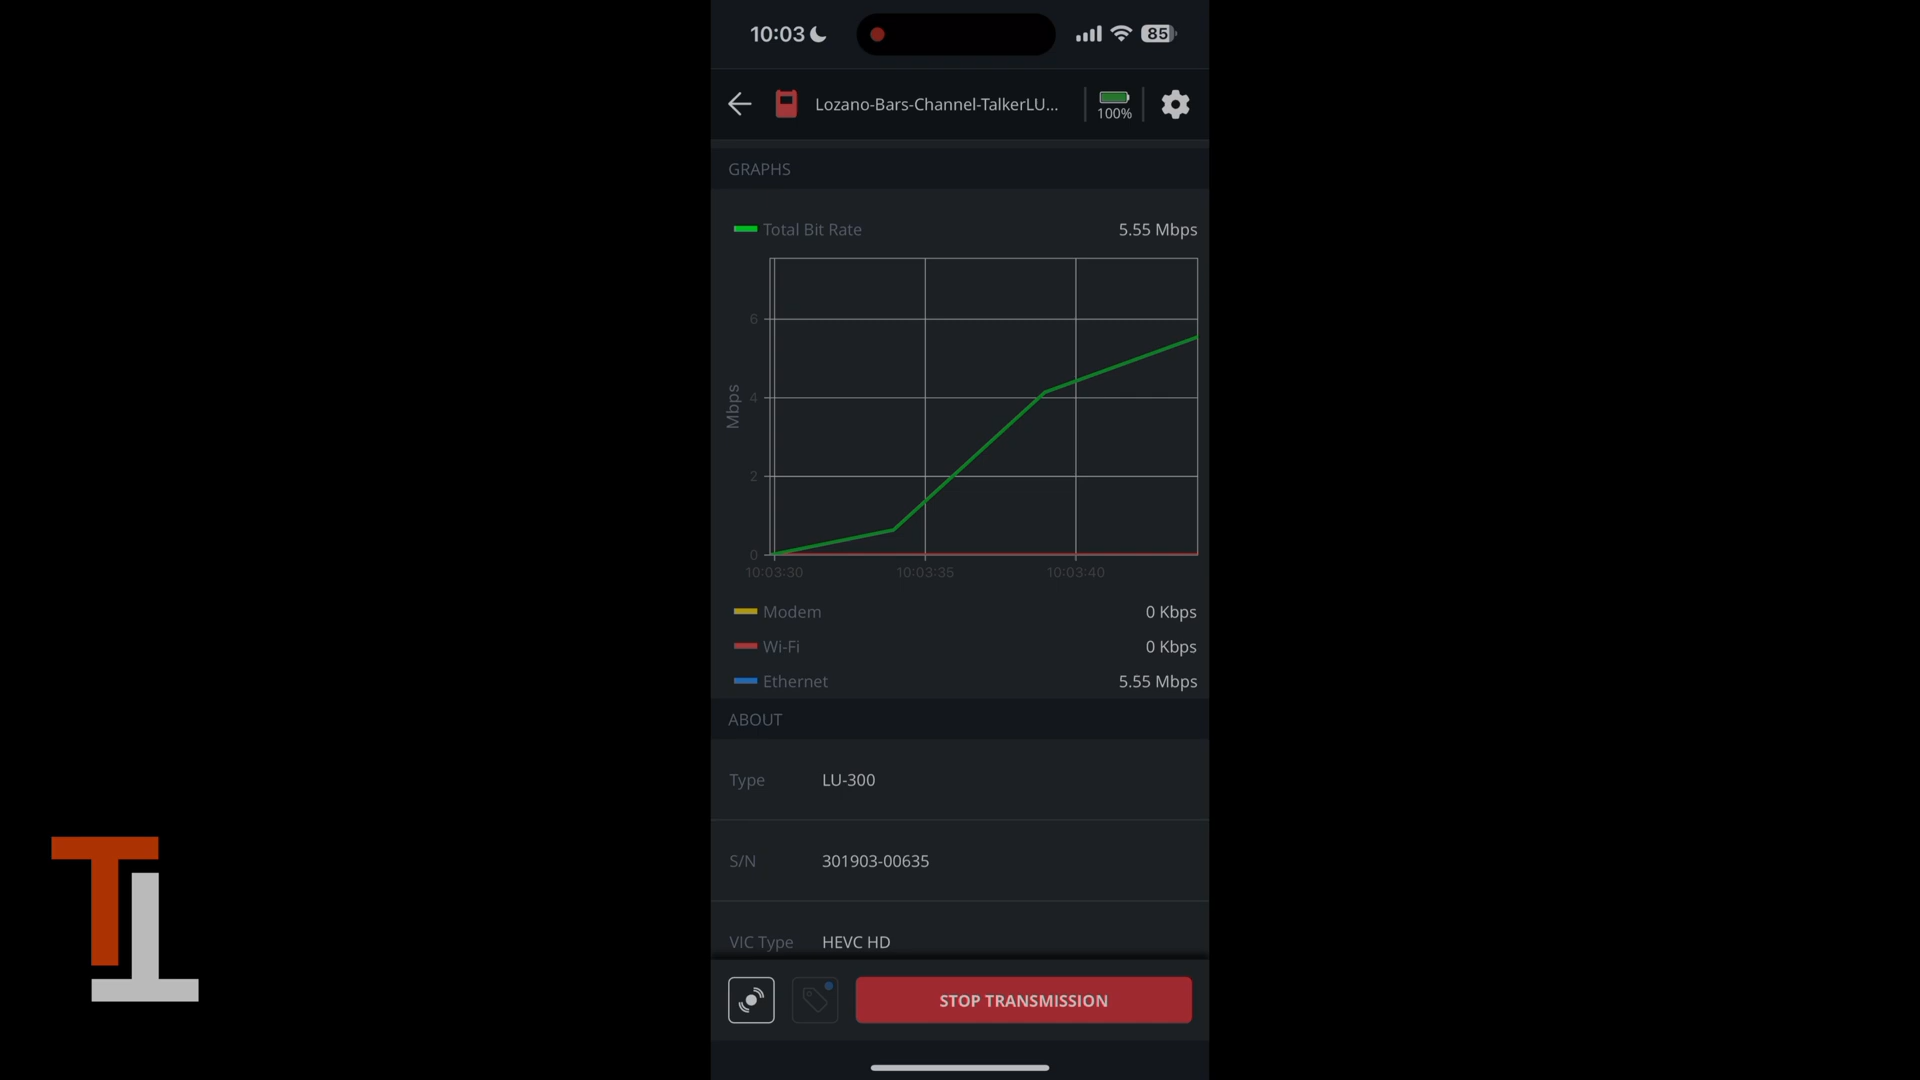 10:03
85
Lozano-Bars-Channel-TalkerLU...
100%
GRAPHS
Total Bit Rate 5.55 Mbps
Mbps
6
4
2
0
10:03:30 10:03:35 10:03:40
Modem 0 Kbps
Wi-Fi 0 Kbps
Ethernet 5.55 Mbps
ABOUT
Type LU-300
S/N 301903-00635
VIC Type HEVC HD
STOP TRANSMISSION